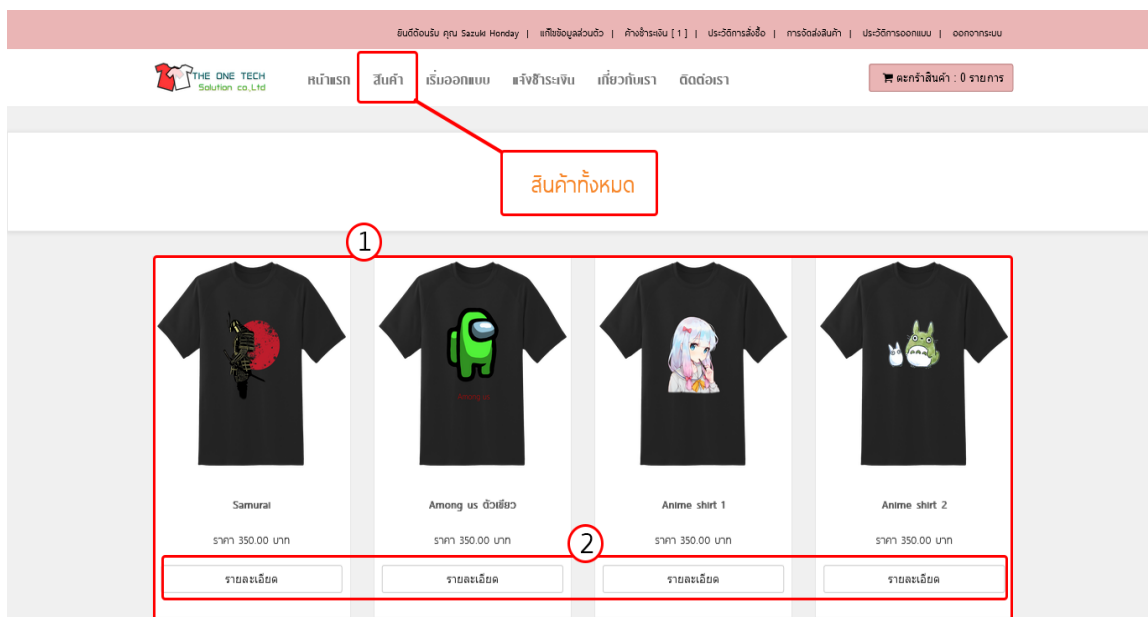 ยินดีต้อนรับ คุณ Sazuki Honday | แก้ไขข้อมูลส่วนตัว | ค้างชำระเงิน [ 1 ] | ประวัติการสั่งซื้อ | การจัดส่งสินค้า | ประวัติการออกแบบ | ออกจากระบบ
THE ONE TECH
Solution co.,Ltd
หน้าแรก สินค้า เริ่มออกแบบ แจ้งชำระเงิน เกี่ยวกับเรา ติดต่อเรา
ตะกร้าสินค้า : 0 รายการ
สินค้าทั้งหมด
1
Among us
Samurai Among us ตัวเขียว Anime shirt 1 Anime shirt 2
ราคา 350.00 บาท ราคา 350.00 บาท ราคา 350.00 บาท ราคา 350.00 บาท
2
รายละเอียด รายละเอียด รายละเอียด รายละเอียด